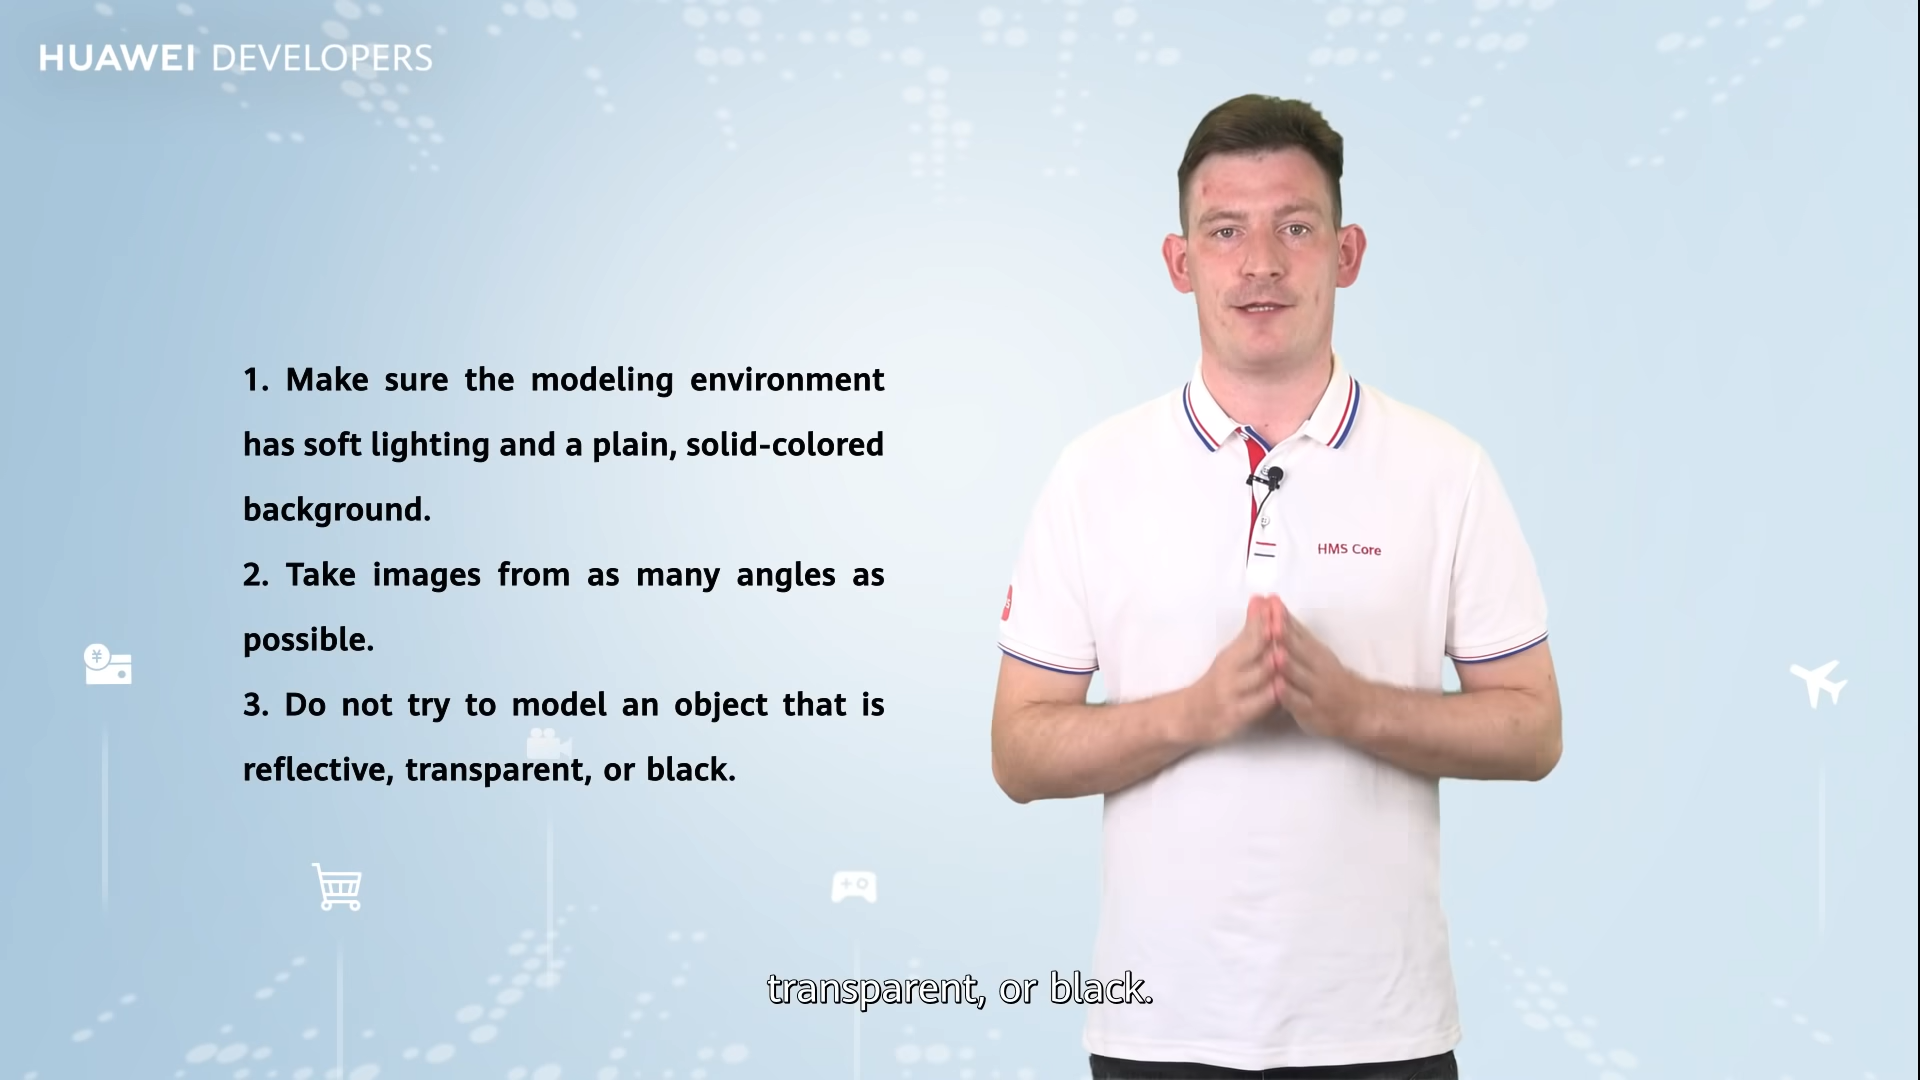 HUAWEI DEVELOPERS
1. Make sure the modeling environment
has soft lighting and a plain, solid-colored
background.
2. Take images from as many angles as
possible.
3. Do not try to model an object that is
reflective, transparent, or black.
HMS Core
transparent, or black.